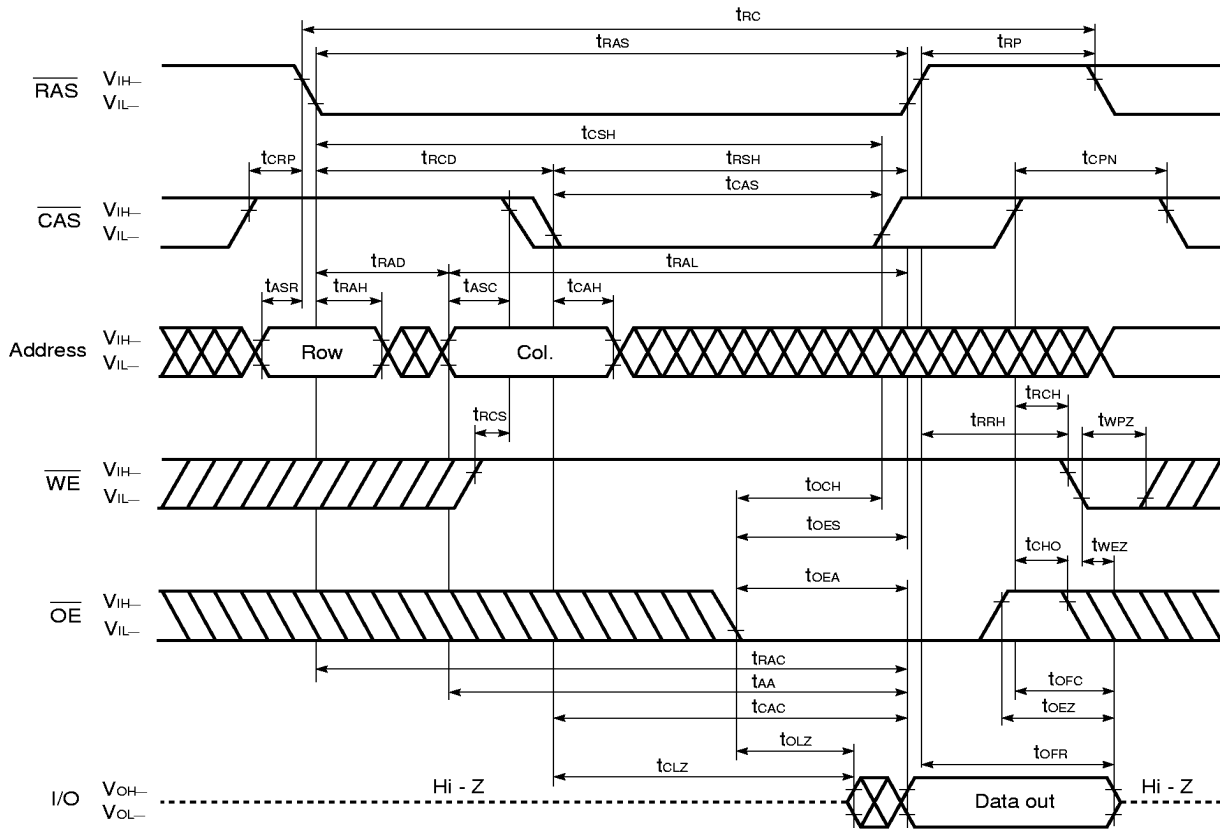 tRC
tRAS
tRP
RAS
VIH
VIL
tCSH
tCRP
tRCD
tRSH
tCPN
tCAS
CAS
VIH
VIL
tRAD
tRAL
tASR
tRAH
tASC
tCAH
Address
VIH
VIL
Row
Col.
tRCH
tRCS
tRRH
tWPZ
WE
VIH
VIL
tOCH
tOES
tCHO
tWEZ
tOEA
OE
VIH
VIL
tRAC
tAA
tOFC
tCAC
tOEZ
tOLZ
tOFR
tCLZ
I/O
VOH
VOL
Hi - Z
Data out
Hi - Z